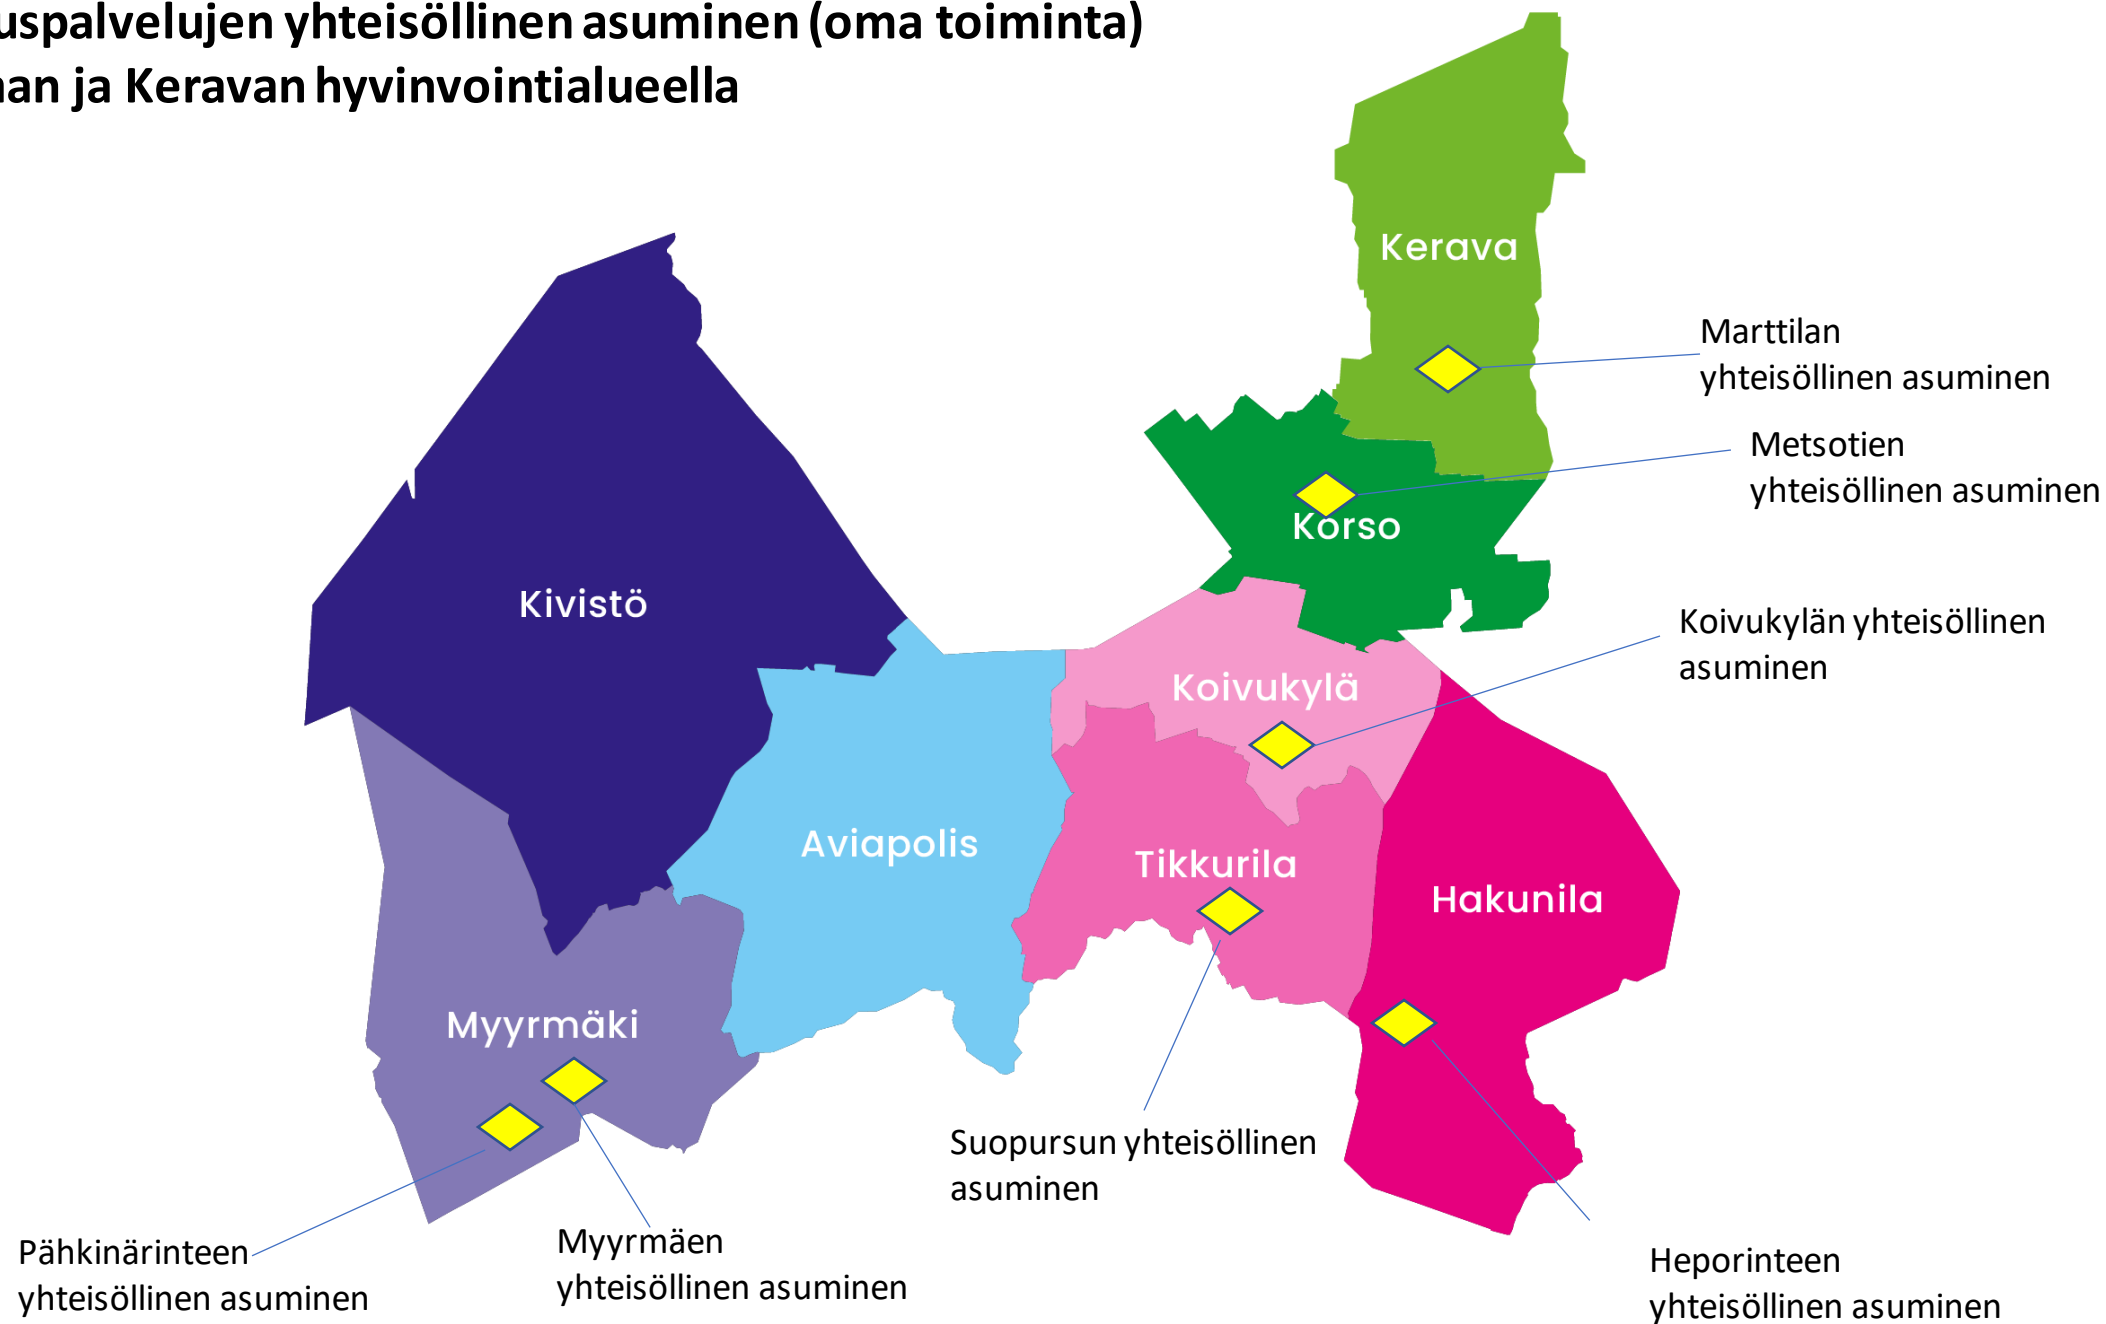 uspalvelujen yhteisöllinen asuminen (oma toiminta)
aan ja Keravan hyvinvointialueella
Kerava
Marttilan
yhteisöllinen asuminen
Metsotien
yhteisöllinen asuminen
Korso
Kivistö
Koivukylän yhteisöllinen
asuminen
Koivukylä
Aviapolis
Tikkurila
Hakunila
Myyrmäki
Suopursun yhteisöllinen
asuminen
Pähkinärinteen
yhteisöllinen asuminen
Myyrmäen
yhteisöllinen asuminen
Heporinteen
yhteisöllinen asuminen